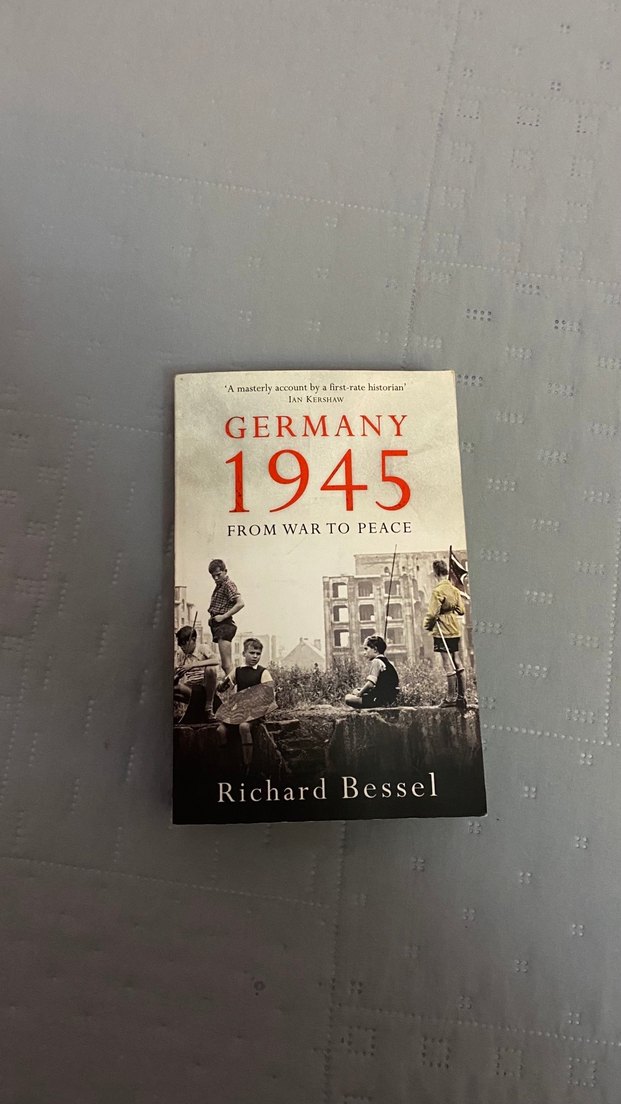 'A masterly account by a first-rate historian'
IAN KERSHAW
GERMANY
1945
FROM WAR TO PEACE
Richard Bessel